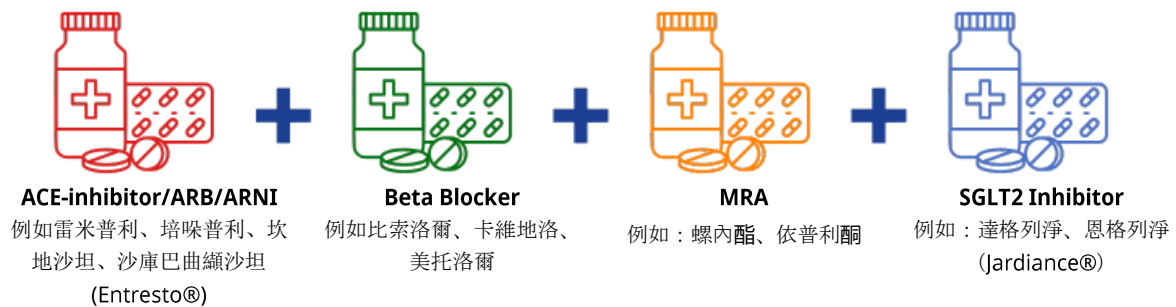 ACE-inhibitor/ARB/ARNI
例如雷米普利、培哚普利、坎
地沙坦、沙庫巴曲纈沙坦
(Entresto®)
Beta Blocker
例如比索洛爾、卡維地洛、
美托洛爾
MRA
例如：螺內酯、依普利酮
SGLT2 Inhibitor
例如：達格列淨、恩格列淨
（Jardiance®）